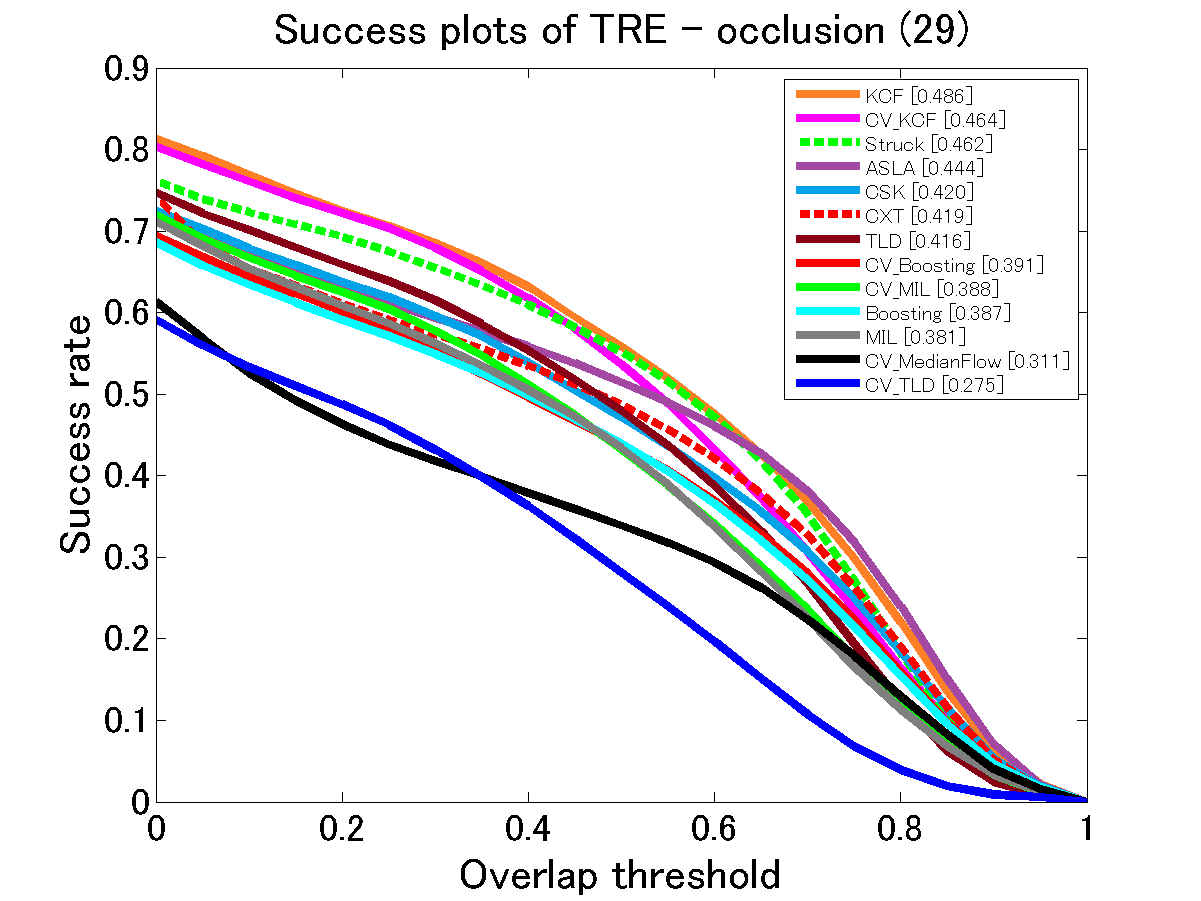 Success plots of TRE - occlusion (29)
0.9
0.8
0.7
0.6
0.5
0.4
0.3
0.2
0.1
0
Success rate
KCF [0.486]
CV_KCF [0.464]
Struck [0.462]
ASLA [0.444]
CSK [0.420]
CXT [0.419]
TLD [0.416]
CV_Boosting [0.391]
CV_MIL [0.388]
Boosting [0.387]
MIL [0.381]
CV_MedianFlow [0.311]
CV_TLD [0.275]
0 0.2 0.4 0.6 0.8 1
Overlap threshold